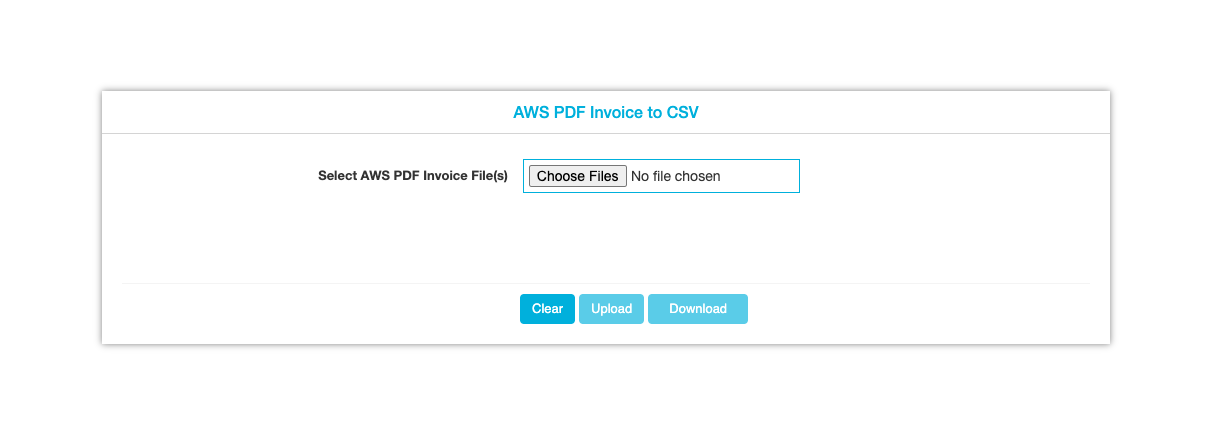 AWS PDF Invoice to CSV
Select AWS PDF Invoice File(s) Choose Files No file chosen
Clear Upload Download